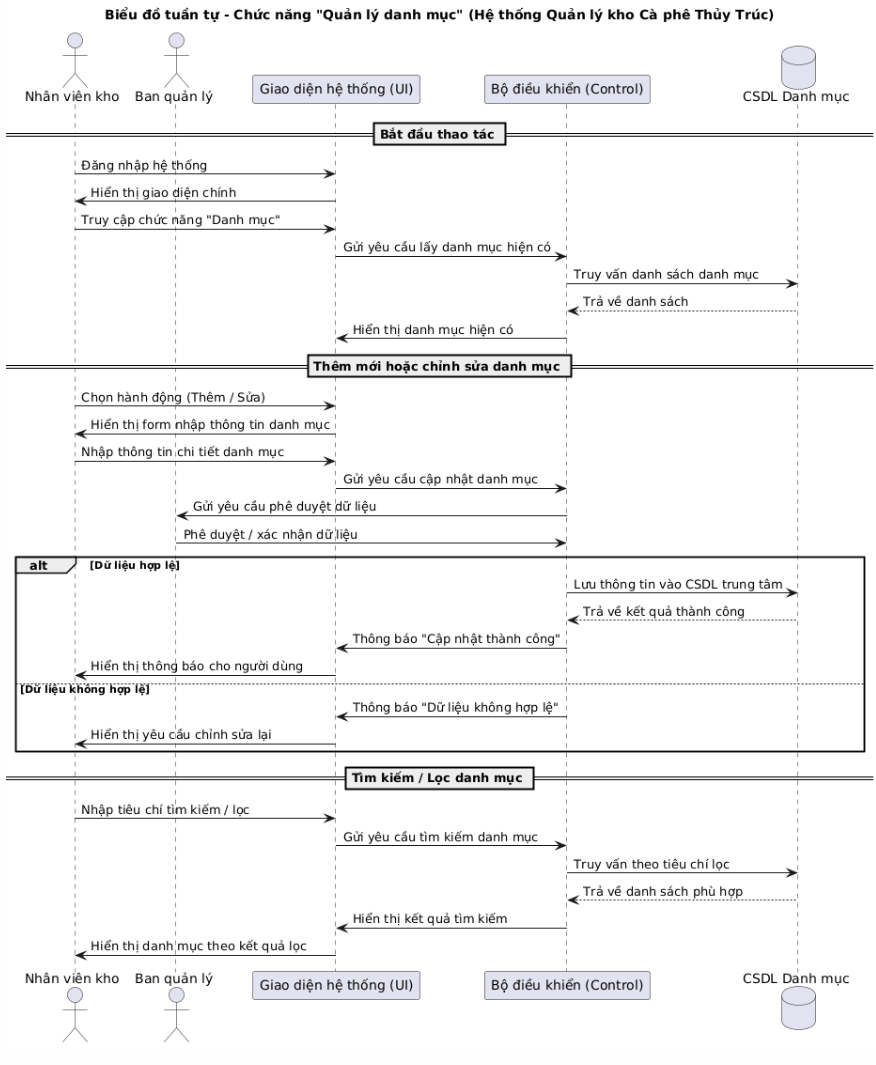 Biểu đồ tuần tự - Chức năng "Quản lý danh mục" (Hệ thống Quản lý kho Cà phê Thủy Trúc)
Nhân viên kho
Ban quản lý
Giao diện hệ thống (UI)
Bộ điều khiển (Control)
CSDL Danh mục
Bắt đầu thao tác
Đăng nhập hệ thống
Hiển thị giao diện chính
Truy cập chức năng "Danh mục"
Gửi yêu cầu lấy danh mục hiện có
Truy vấn danh sách danh mục
Trả về danh sách
Hiển thị danh mục hiện có
Thêm mới hoặc chỉnh sửa danh mục
Chọn hành động (Thêm / Sửa)
Hiển thị form nhập thông tin danh mục
Nhập thông tin chi tiết danh mục
Gửi yêu cầu cập nhật danh mục
Gửi yêu cầu phê duyệt dữ liệu
Phê duyệt / xác nhận dữ liệu
alt
[Dữ liệu hợp lệ]
Lưu thông tin vào CSDL trung tâm
Trả về kết quả thành công
Thông báo "Cập nhật thành công"
Hiển thị thông báo cho người dùng
[Dữ liệu không hợp lệ]
Thông báo "Dữ liệu không hợp lệ"
Hiển thị yêu cầu chỉnh sửa lại
Tìm kiếm / Lọc danh mục
Nhập tiêu chí tìm kiếm / lọc
Gửi yêu cầu tìm kiếm danh mục
Truy vấn theo tiêu chí lọc
Trả về danh sách phù hợp
Hiển thị kết quả tìm kiếm
Hiển thị danh mục theo kết quả lọc
Nhân viên kho
Ban quản lý
Giao diện hệ thống (UI)
Bộ điều khiển (Control)
CSDL Danh mục